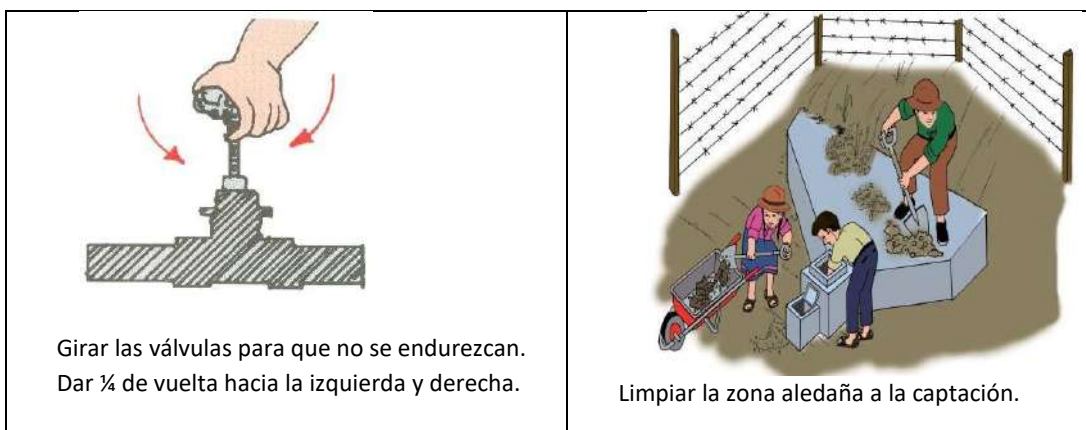 Girar las válvulas para que no se endurezcan.
Dar ¼ de vuelta hacia la izquierda y derecha.
Limpiar la zona aledaña a la captación.